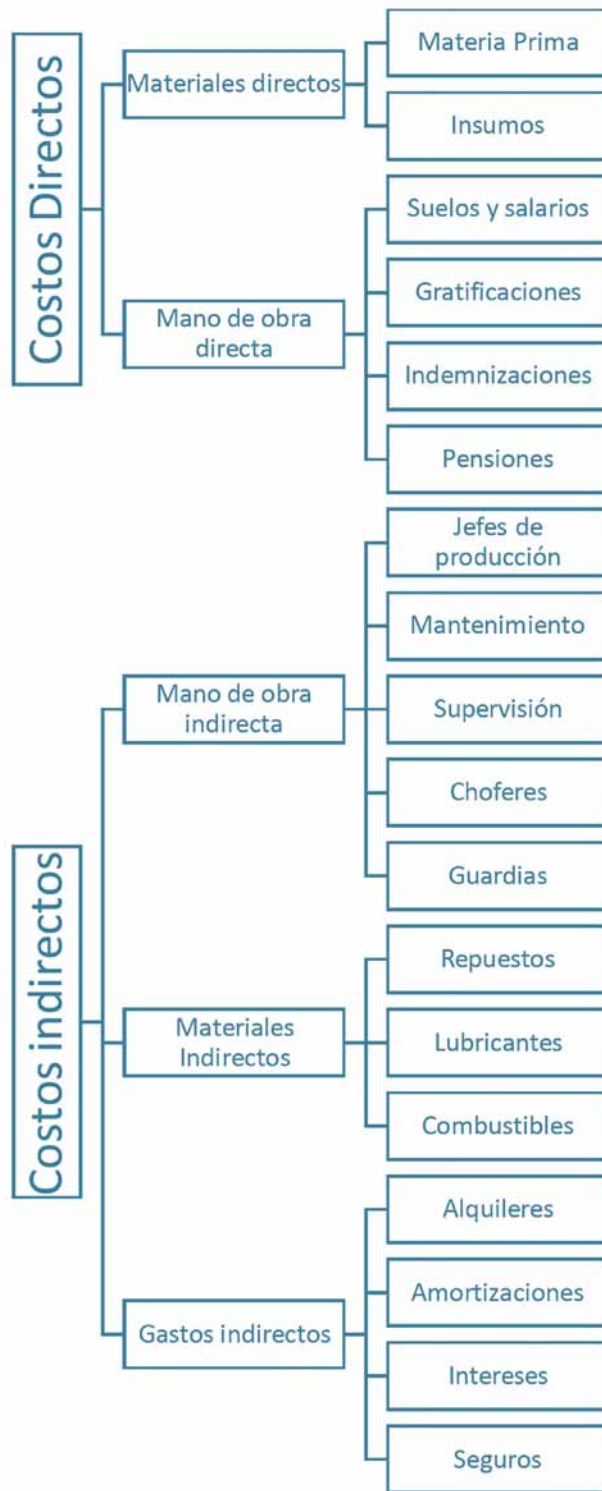 Costos Directos
Materiales directos
Materia Prima
Insumos
Mano de obra
directa
Suelos y salarios
Gratificaciones
Indemnizaciones
Pensiones
Costos indirectos
Mano de obra
indirecta
Jefes de
producción
Mantenimiento
Supervisión
Choferes
Guardias
Materiales
Indirectos
Repuestos
Lubricantes
Combustibles
Gastos indirectos
Alquileres
Amortizaciones
Intereses
Seguros